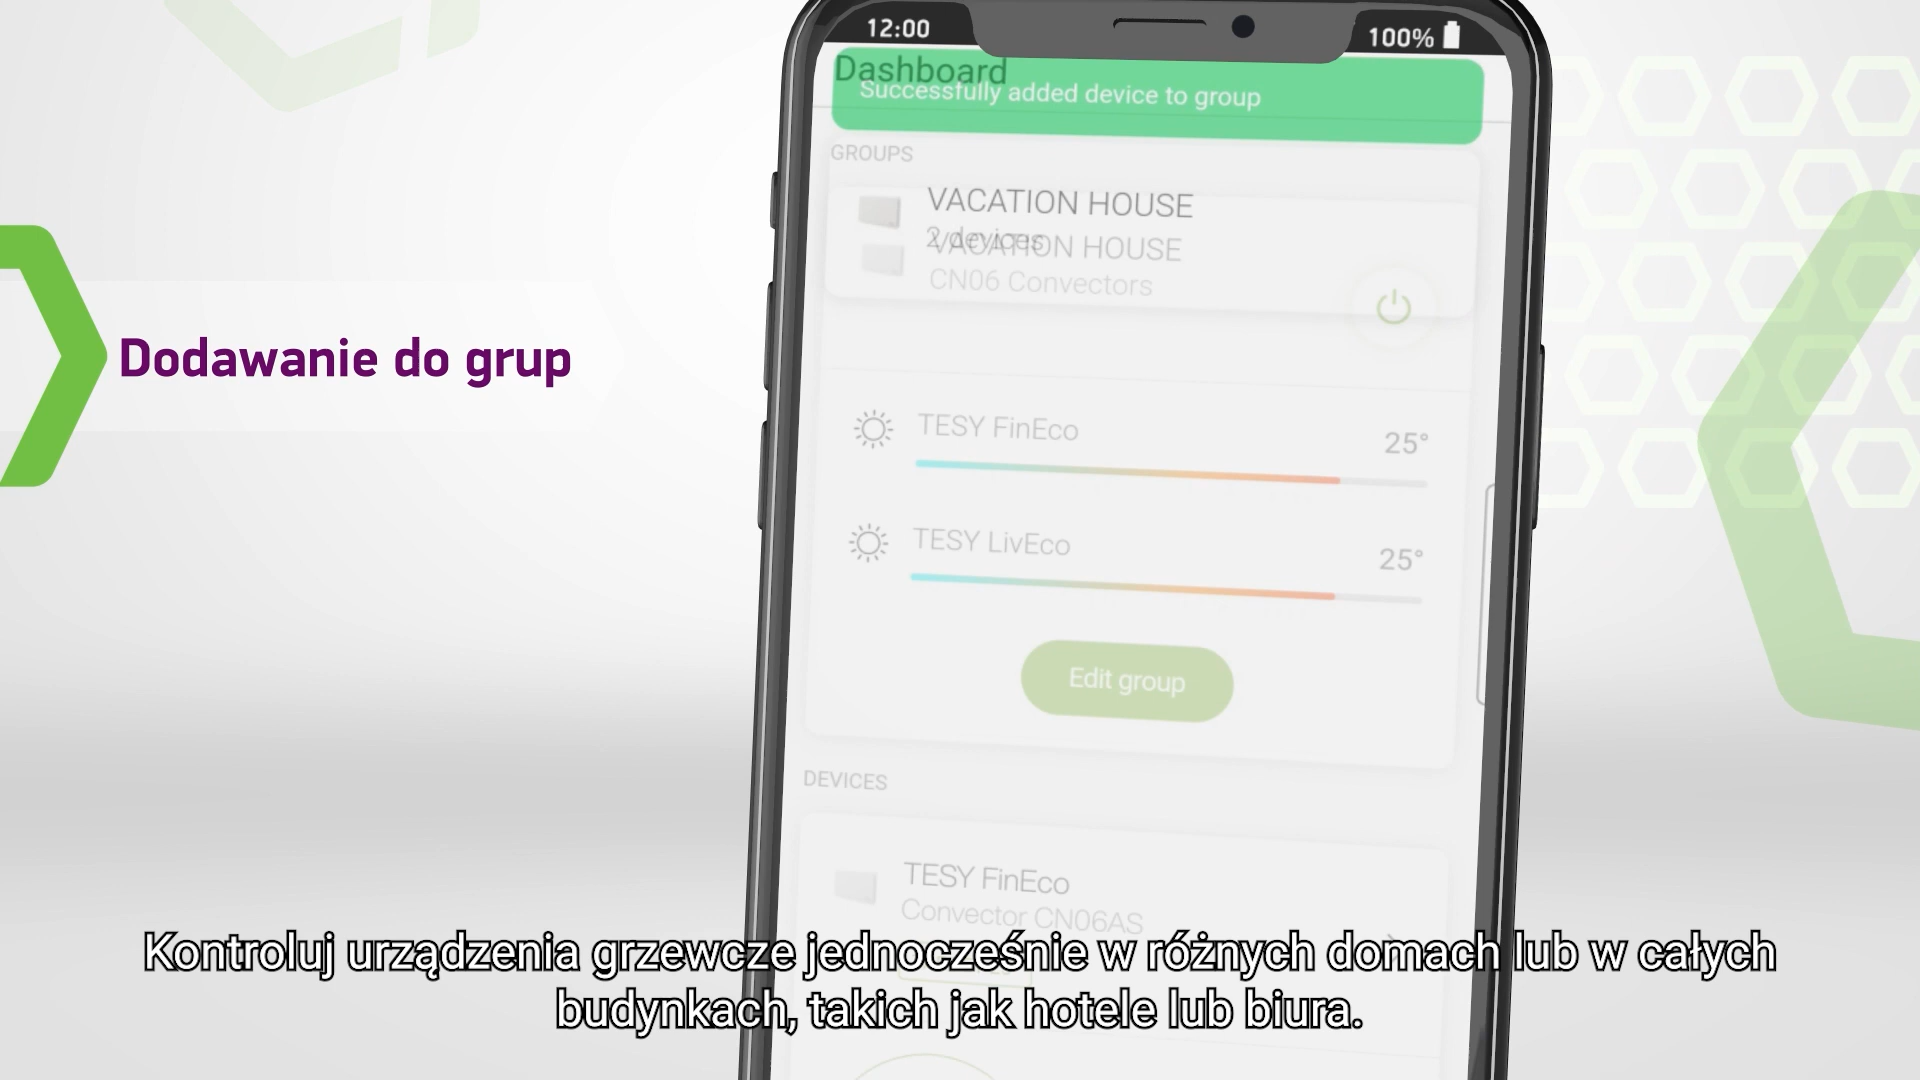 12:00
100%
Dashboard
Successfully added device to group
GROUPS
VACATION HOUSE
2 devices
VACATION HOUSE
CN06 Convectors
Dodawanie do grup
TESY FinEco
25°
TESY LivEco
25°
Edit group
DEVICES
TESY FinEco
Convector CN06AS
Kontroluj urządzenia grzewcze jednocześnie w różnych domach lub w całych
budynkach, takich jak hotele lub biura.